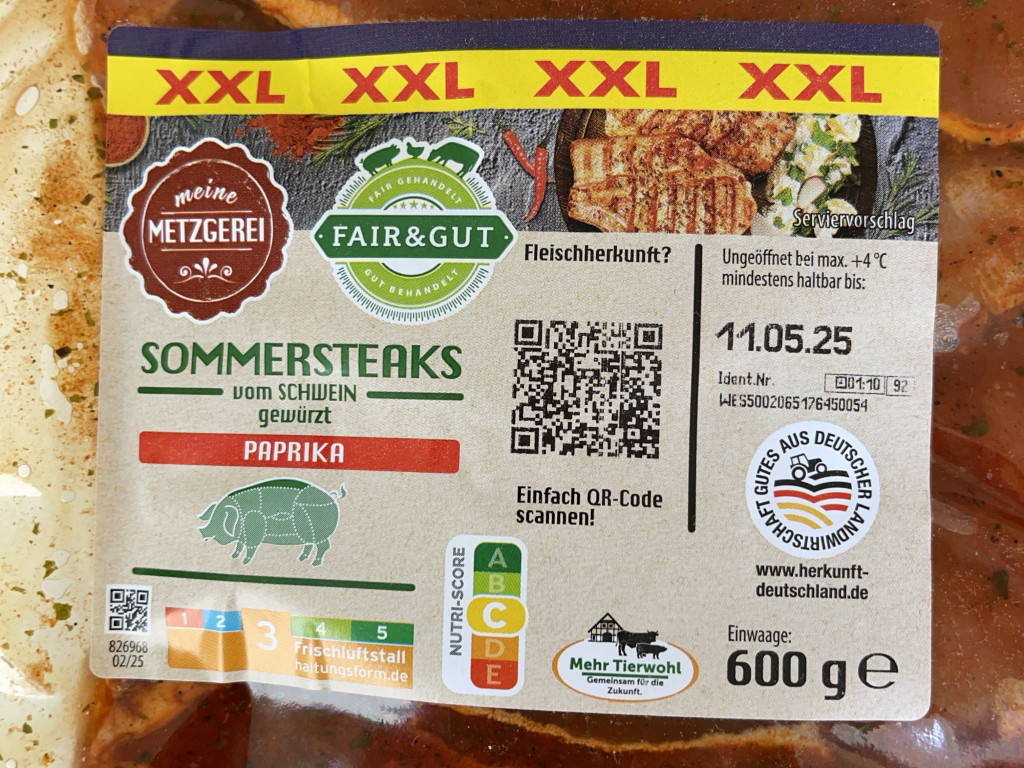 XXL XXL XXL XXL
meine
METZGEREI
FAIR GEHANDELT
FAIR&GUT
GUT BEHANDELT
Serviervorschlag
SOMMERSTEAKS
vom SCHWEIN
gewürzt
PAPRIKA
Fleischherkunft?
Einfach QR-Code
scannen!
Ungeöffnet bei max. +4 °C
mindestens haltbar bis:
11.05.25
Ident.Nr.
01:10 92
WES5002065176450054
GUTES AUS DEUTSCHER LANDWIRTSCHAFT
www.herkunft-
deutschland.de
Einwaage:
600 g e
826968
02/25
1 2 3 4 5
Frischluftstall
haltungsform.de
NUTRI-SCORE
A
B
C
D
E
Mehr Tierwohl
Gemeinsam für die
Zukunft.